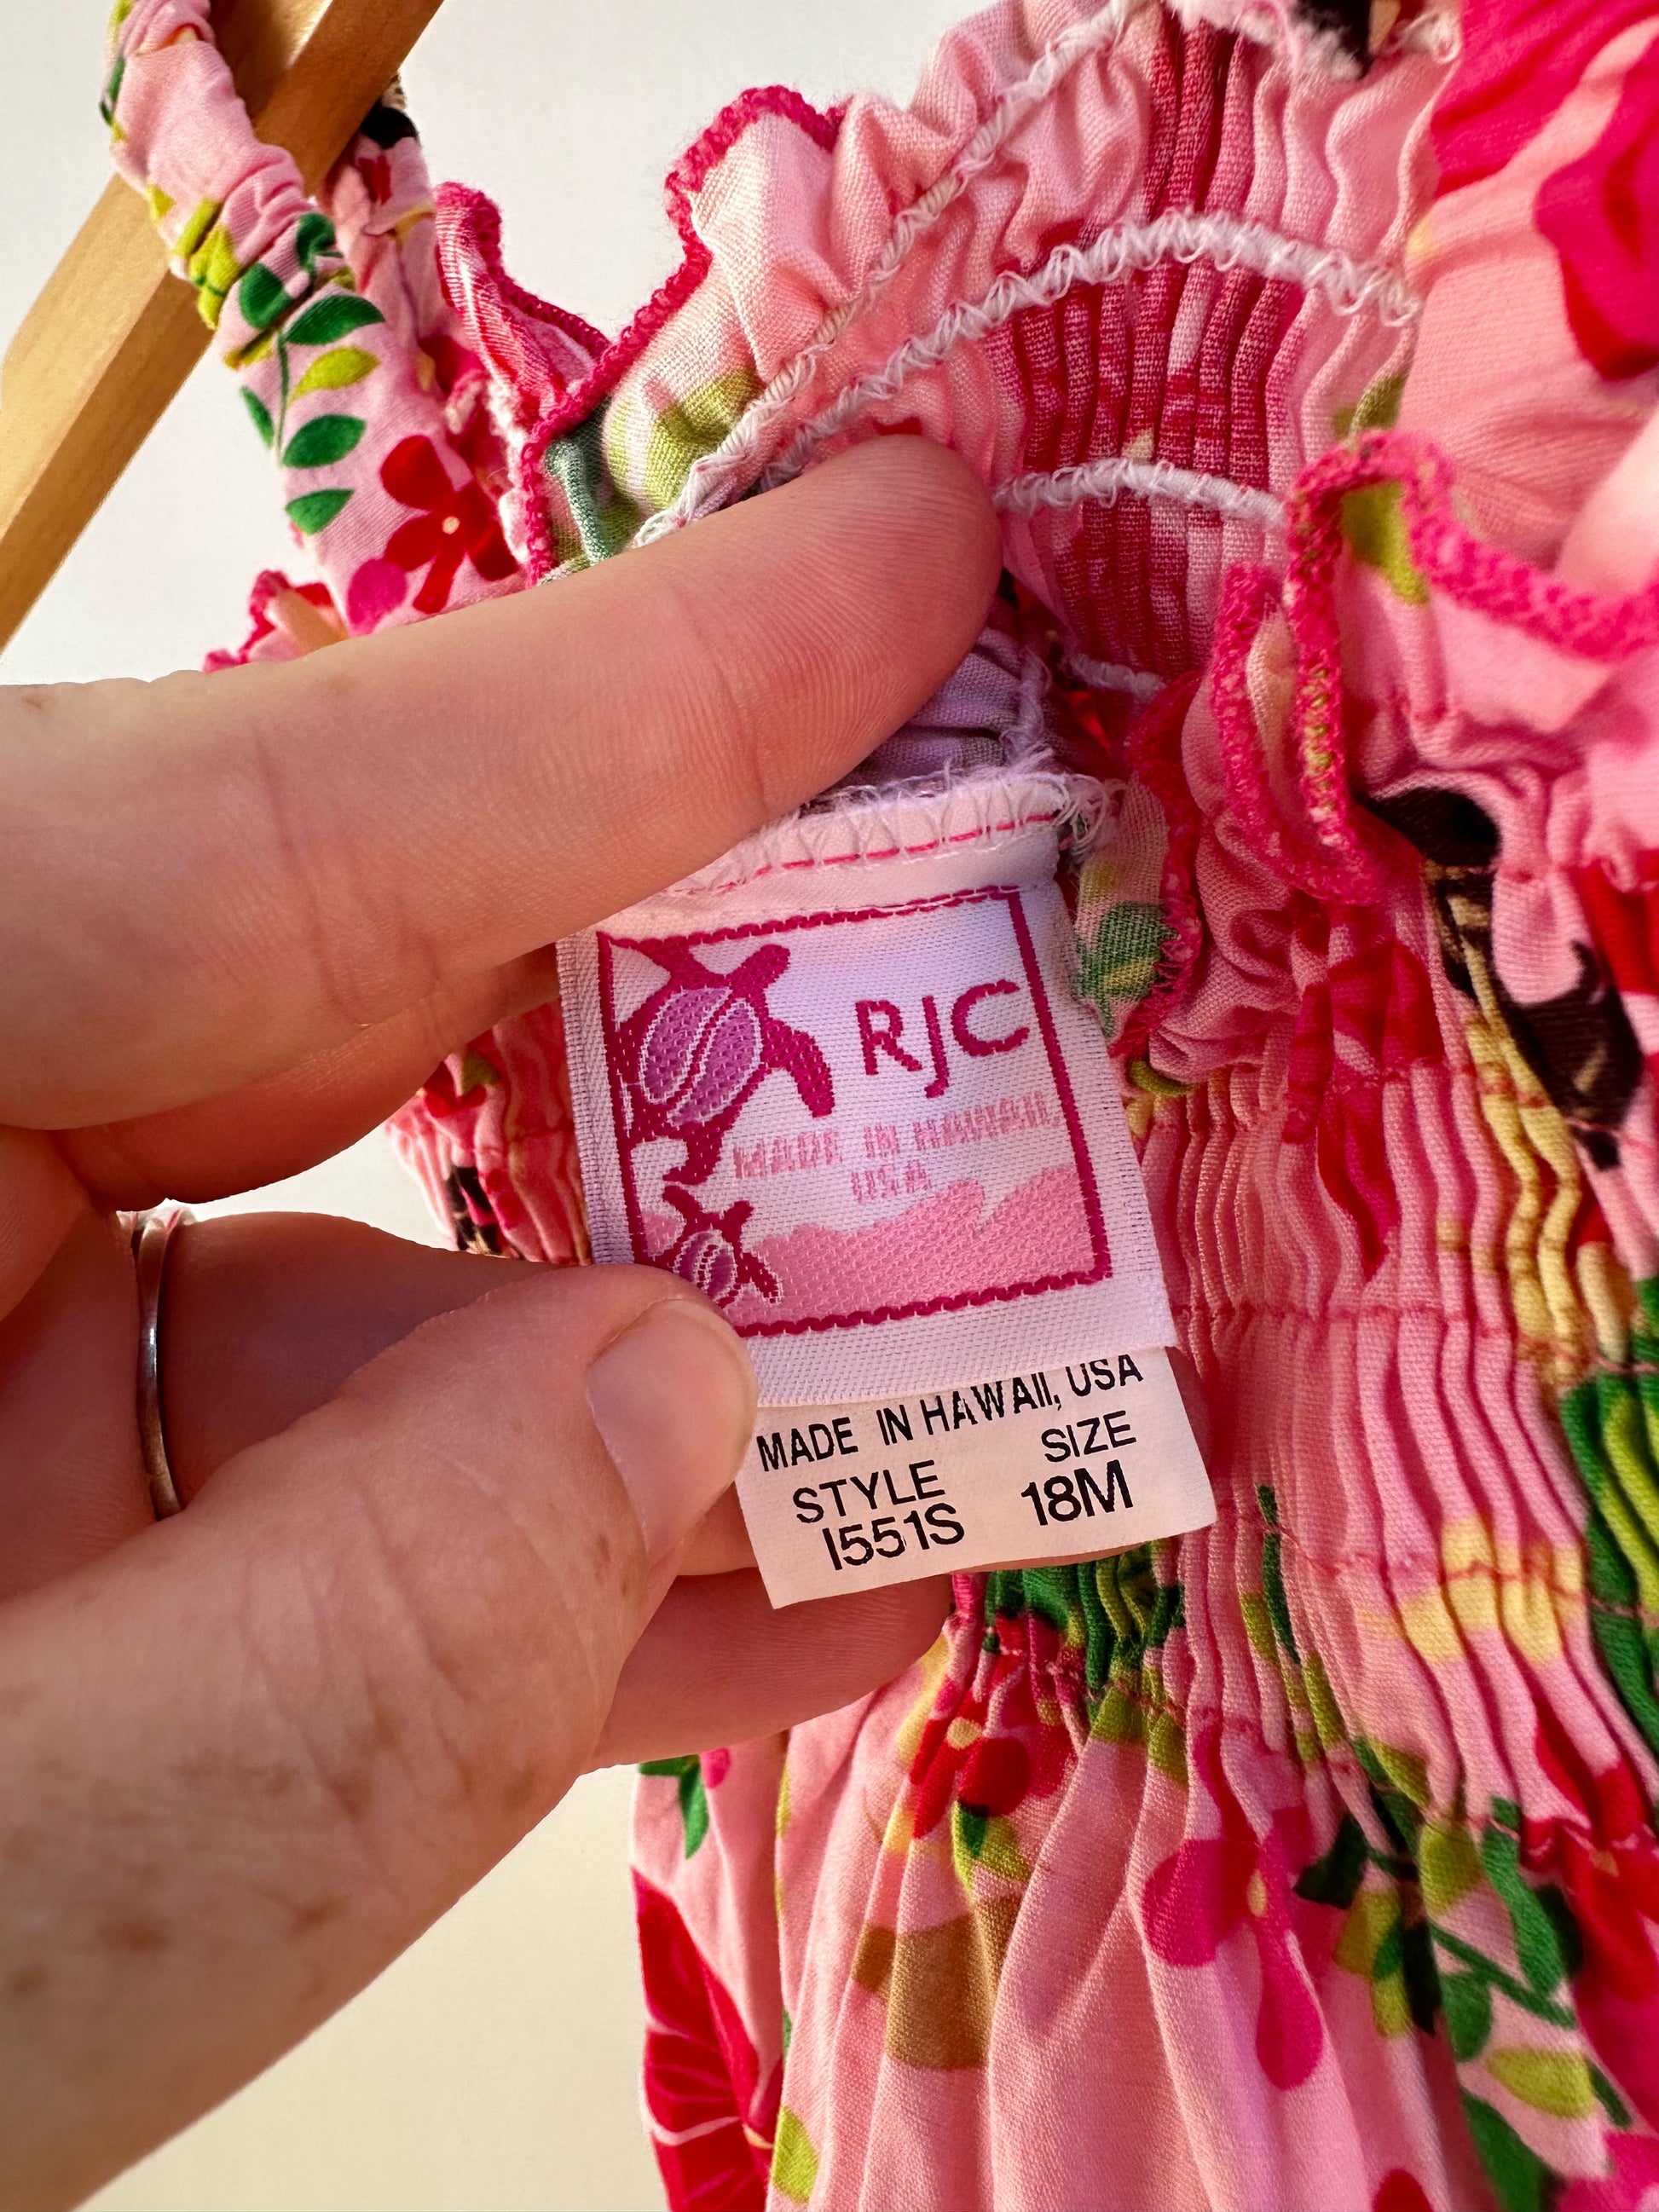 RJC
MADE IN HAWAII,
USA
MADE IN HAWAII, USA
STYLE SIZE
I551S 18M